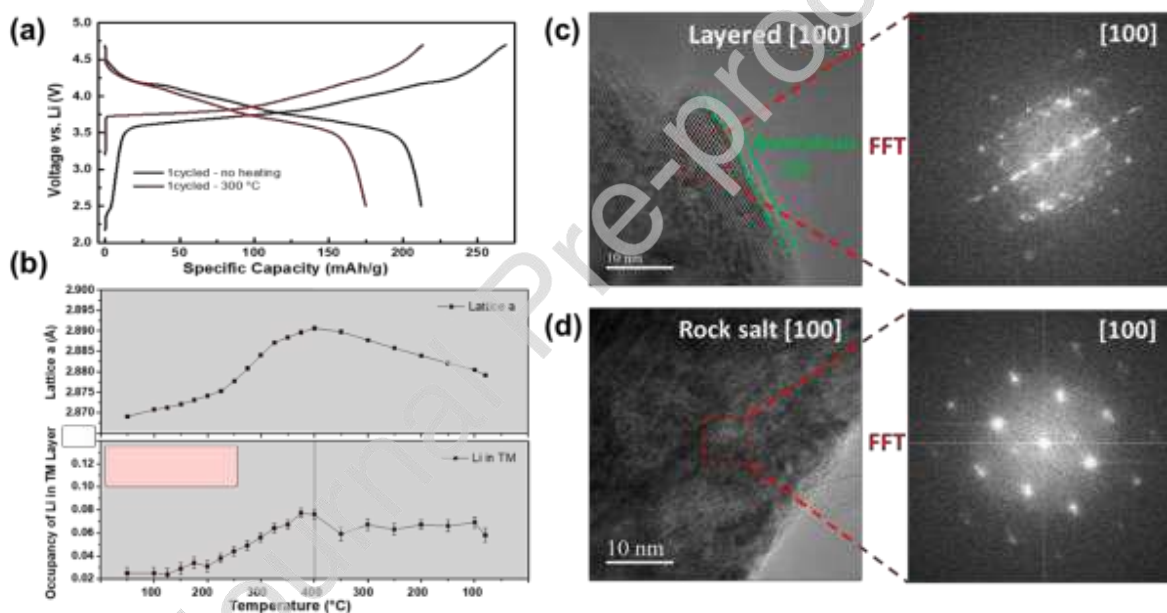 (a)
Voltage vs. Li (V)
5.0
4.5
4.0
3.5
3.0
2.5
2.0
1cycled - no heating
1cycled - 300 °C
0 50 100 150 200 250
Specific Capacity (mAh/g)
(b)
Lattice a (Å)
2.900
2.895
2.890
2.885
2.880
2.875
2.870
Lattice a
Occupancy of Li in TM Layer
0.12
0.10
0.08
0.06
0.04
0.02
Li in TM
100 200 300 400 300 200 100
Temperature (°C)
(c)
Layered [100]
10 nm
FFT
[100]
(d)
Rock salt [100]
10 nm
FFT
[100]
Journal Pre-proo